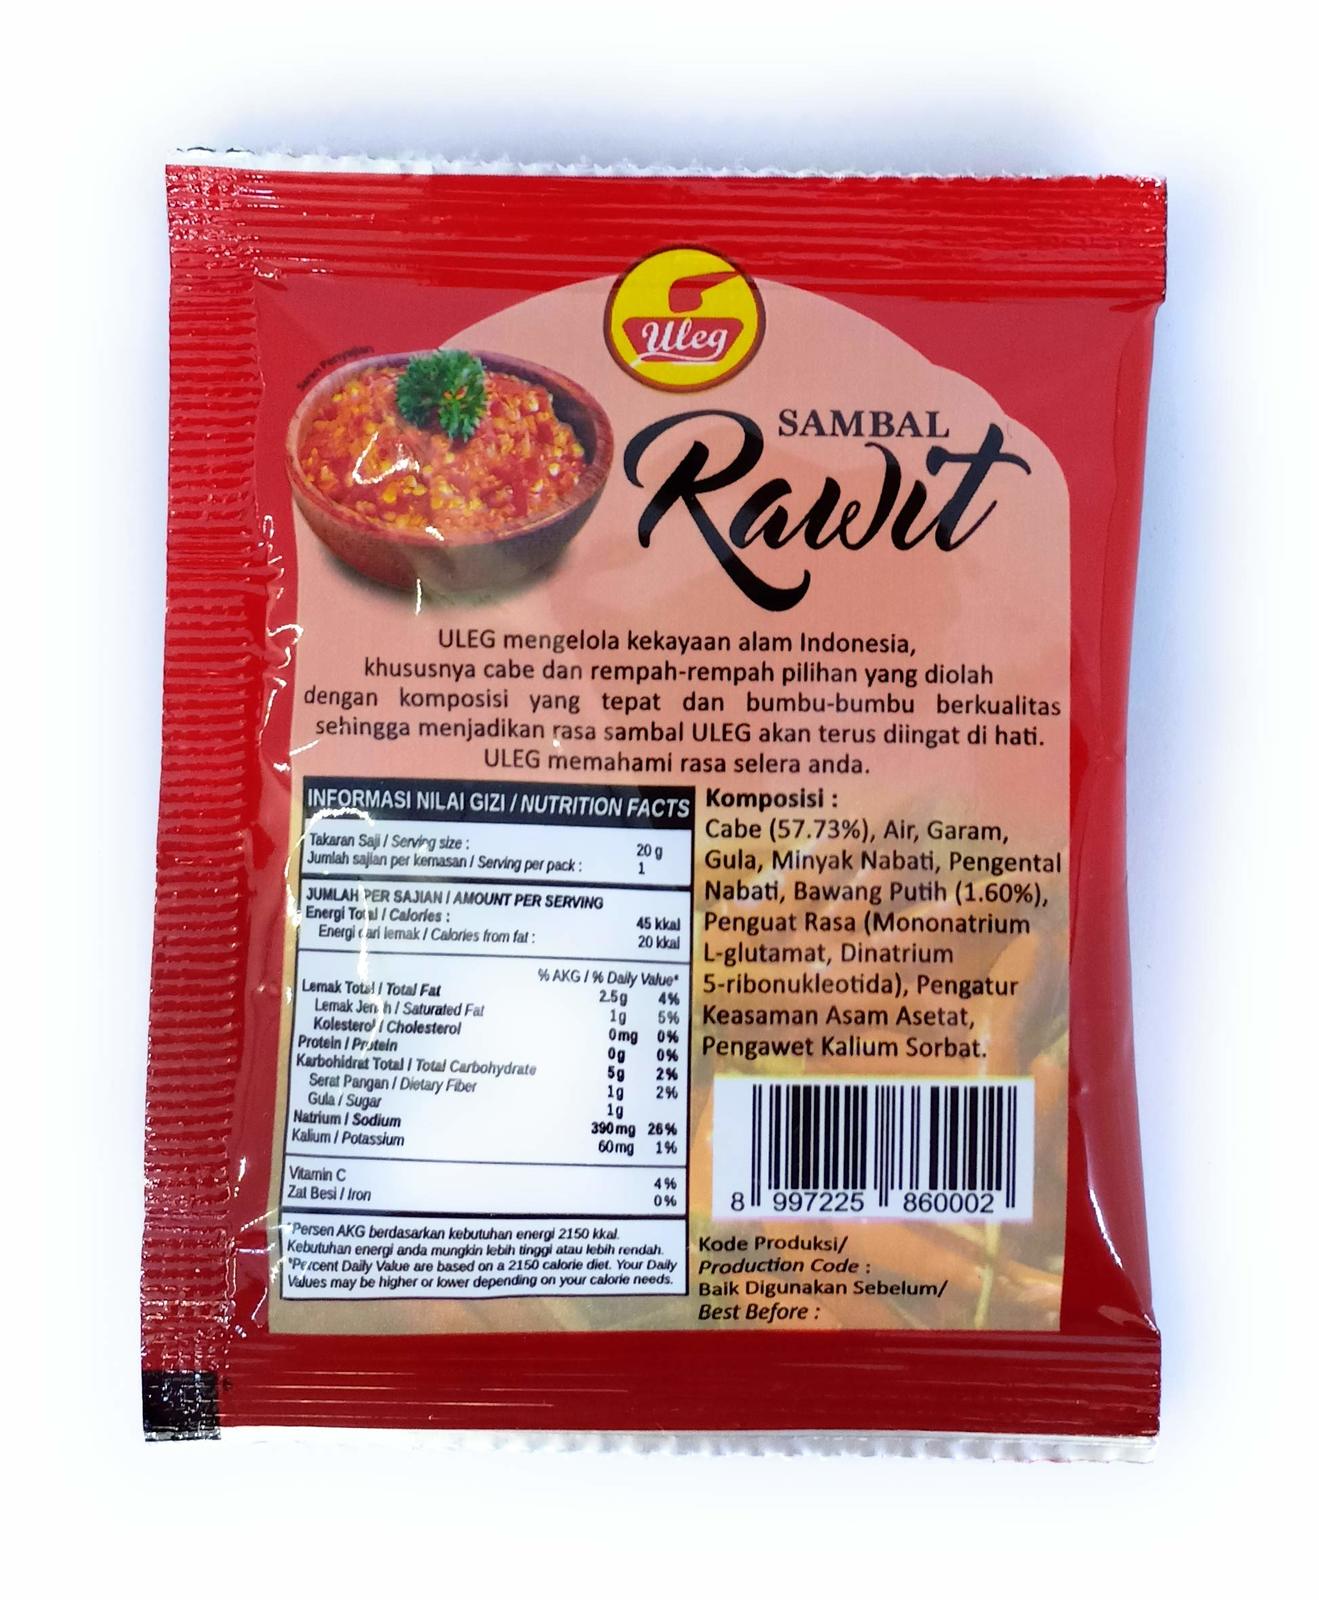 Uleg
SAMBAL
Rawit
Saran Penyajian
ULEG mengelola kekayaan alam Indonesia,
khususnya cabe dan rempah-rempah pilihan yang diolah
dengan komposisi yang tepat dan bumbu-bumbu berkualitas
sehingga menjadikan rasa sambal ULEG akan terus diingat di hati.
ULEG memahami rasa selera anda.
INFORMASI NILAI GIZI / NUTRITION FACTS
Takaran Saji / Serving size : 20 g
Jumlah sajian per kemasan / Serving per pack : 1
JUMLAH PER SAJIAN / AMOUNT PER SERVING
Energi Total / Calories : 45 kkal
Energi dari lemak / Calories from fat : 20 kkal
% AKG / % Daily Value*
Lemak Total / Total Fat 2.5g 4%
Lemak Jenuh / Saturated Fat 1g 5%
Kolesterol / Cholesterol 0mg 0%
Protein / Protein 0g 0%
Karbohidrat Total / Total Carbohydrate 5g 2%
Serat Pangan / Dietary Fiber 1g 2%
Gula / Sugar 1g
Natrium / Sodium 390mg 26%
Kalium / Potassium 60mg 1%
Vitamin C 4%
Zat Besi / Iron 0%
*Persen AKG berdasarkan kebutuhan energi 2150 kkal.
Kebutuhan energi anda mungkin lebih tinggi atau lebih rendah.
*Percent Daily Value are based on a 2150 calorie diet. Your Daily
Values may be higher or lower depending on your calorie needs.
Komposisi :
Cabe (57.73%), Air, Garam,
Gula, Minyak Nabati, Pengental
Nabati, Bawang Putih (1.60%),
Penguat Rasa (Mononatrium
L-glutamat, Dinatrium
5-ribonukleotida), Pengatur
Keasaman Asam Asetat,
Pengawet Kalium Sorbat.
8 997225 860002
Kode Produksi/
Production Code :
Baik Digunakan Sebelum/
Best Before :